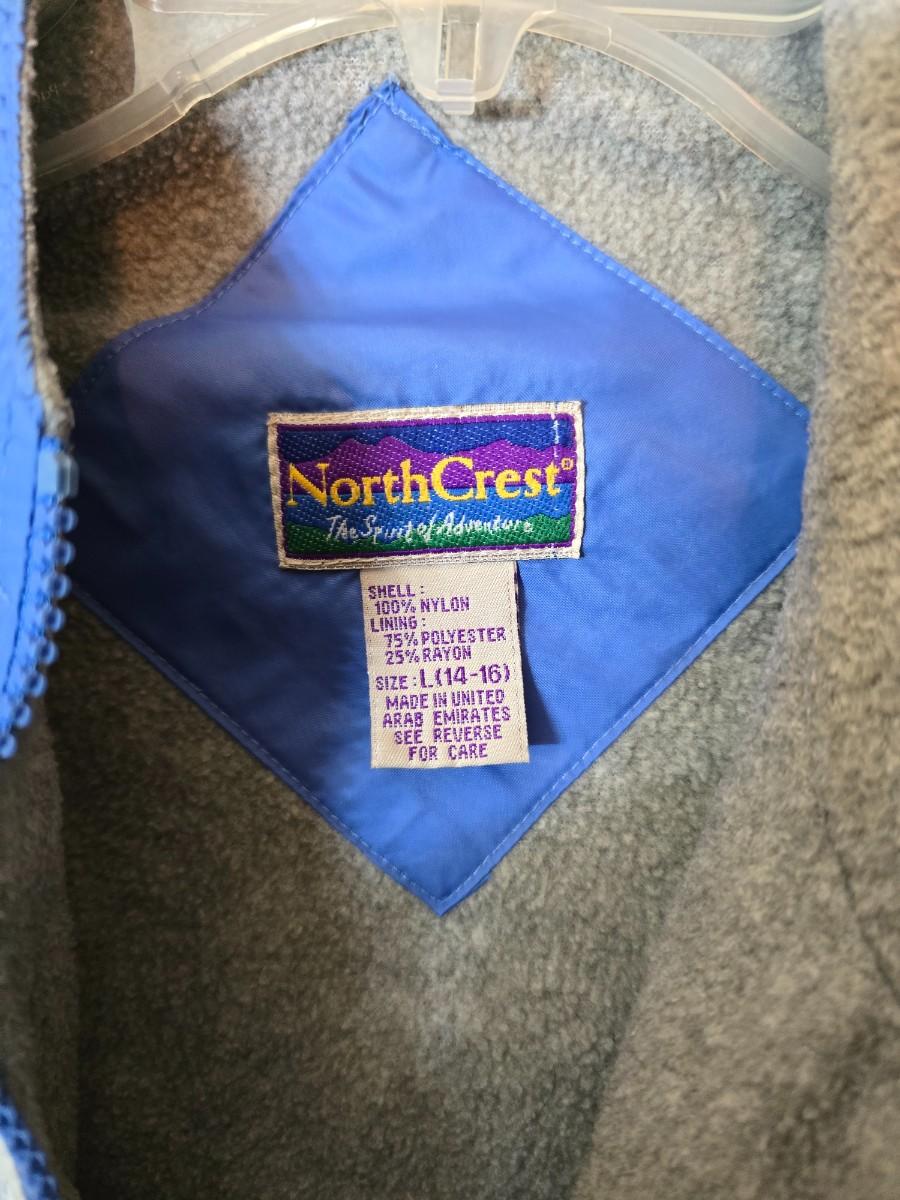 NorthCrest®
The Spirit of Adventure
SHELL:
100% NYLON
LINING:
75% POLYESTER
25% RAYON
SIZE: L(14-16)
MADE IN UNITED
ARAB EMIRATES
SEE REVERSE
FOR CARE